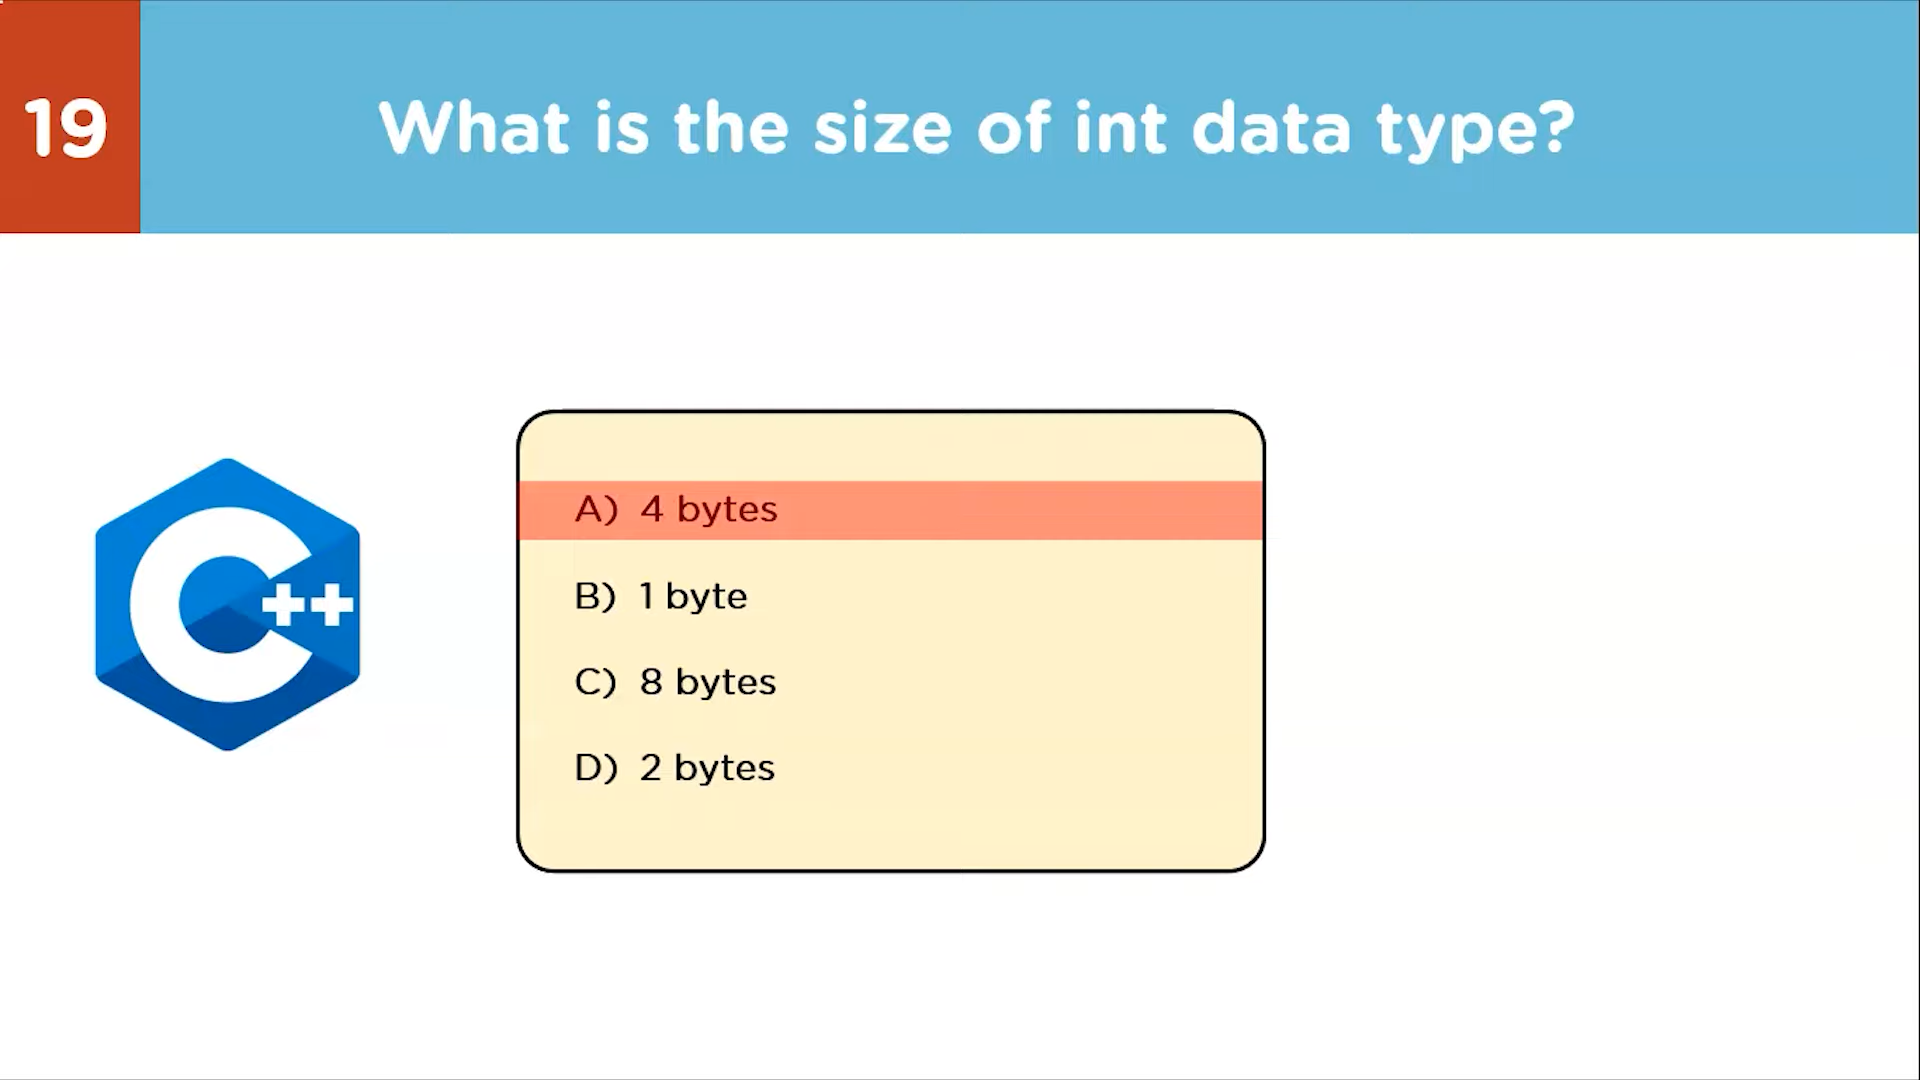 19
What is the size of int data type?
C++
A) 4 bytes
B) 1 byte
C) 8 bytes
D) 2 bytes